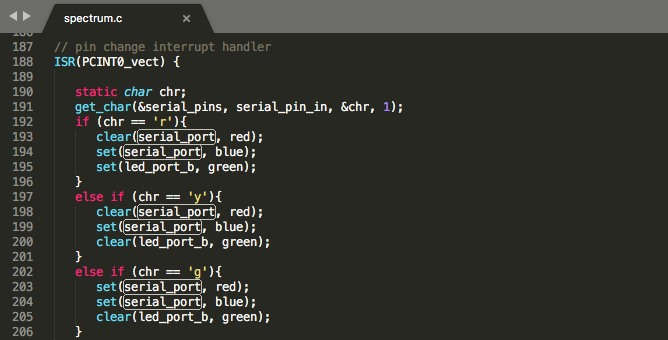 spectrum.c ×
187 // pin change interrupt handler
188 ISR(PCINT0_vect) {
189
190 static char chr;
191 get_char(&serial_pins, serial_pin_in, &chr, 1);
192 if (chr == 'r'){
193 clear(serial_port, red);
194 set(serial_port, blue);
195 set(led_port_b, green);
196 }
197 else if (chr == 'y'){
198 clear(serial_port, red);
199 set(serial_port, blue);
200 clear(led_port_b, green);
201 }
202 else if (chr == 'g'){
203 set(serial_port, red);
204 set(serial_port, blue);
205 clear(led_port_b, green);
206 }